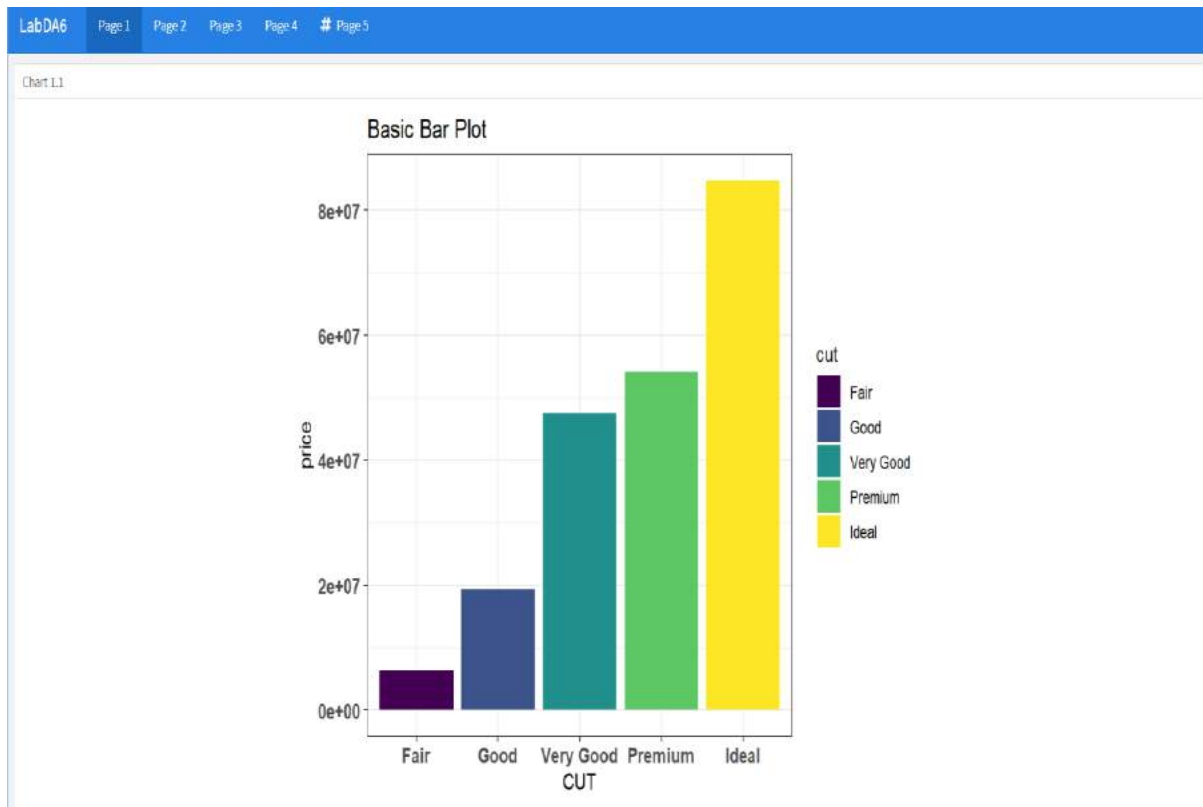 LabDA6 Page 1 Page 2 Page 3 Page 4 # Page 5
Chart 1.1
Basic Bar Plot
8e+07
6e+07
4e+07
2e+07
0e+00
price
Fair Good Very Good Premium Ideal
CUT
cut
Fair
Good
Very Good
Premium
Ideal